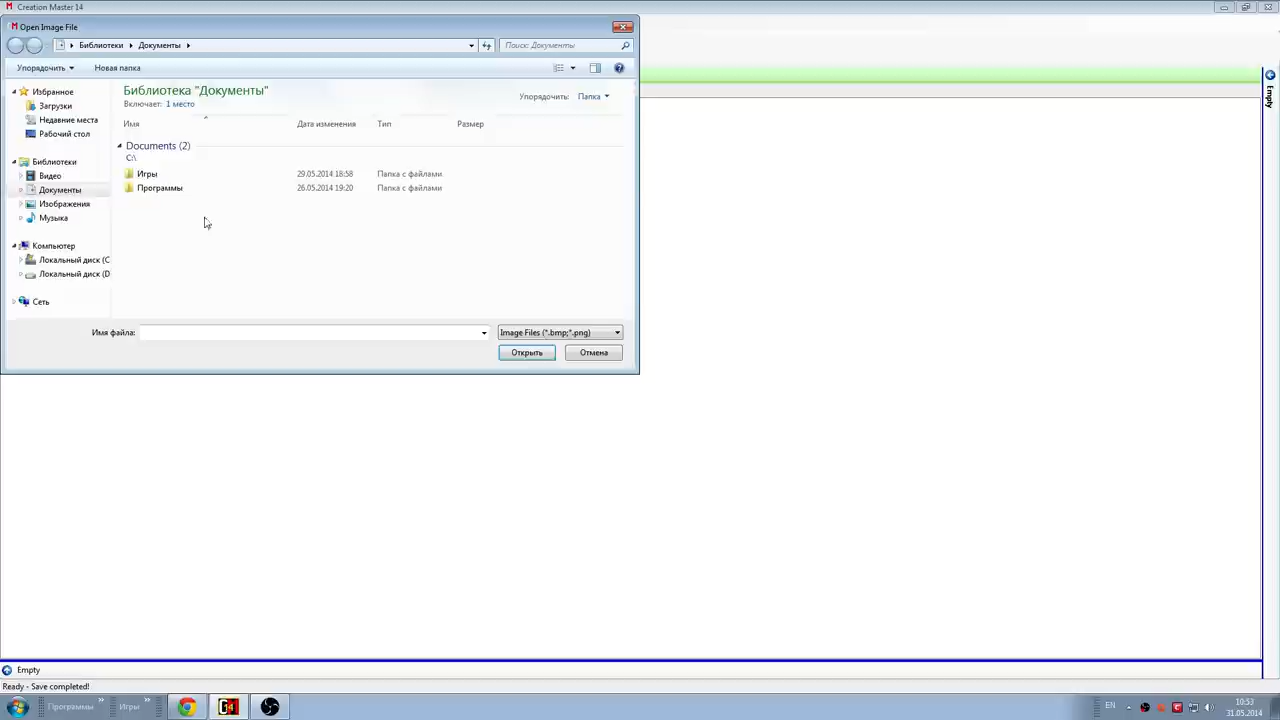 Creation Master 14
Open Image File
Библиотеки Документы
Поиск: Документы
Упорядочить Новая папка
Избранное
Загрузки
Недавние места
Рабочий стол
Библиотеки
Видео
Документы
Изображения
Музыка
Компьютер
Локальный диск (C
Локальный диск (D
Сеть
Библиотека "Документы"
Включает: 1 место
Упорядочить: Папка
Имя Дата изменения Тип Размер
Documents (2)
C:\
Игры 29.05.2014 18:58 Папка с файлами
Программы 26.05.2014 19:20 Папка с файлами
Имя файла: Image Files (*.bmp;*.png)
Открыть Отмена
Empty
Empty
Ready - Save completed!
Программы Игры EN 10:53
31.05.2014